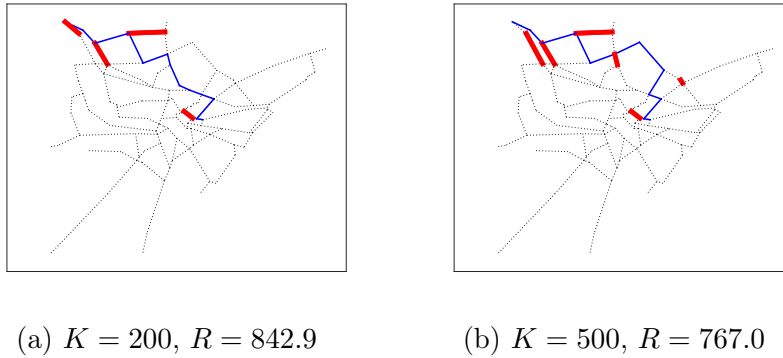 (a) K = 200, R = 842.9
(b) K = 500, R = 767.0